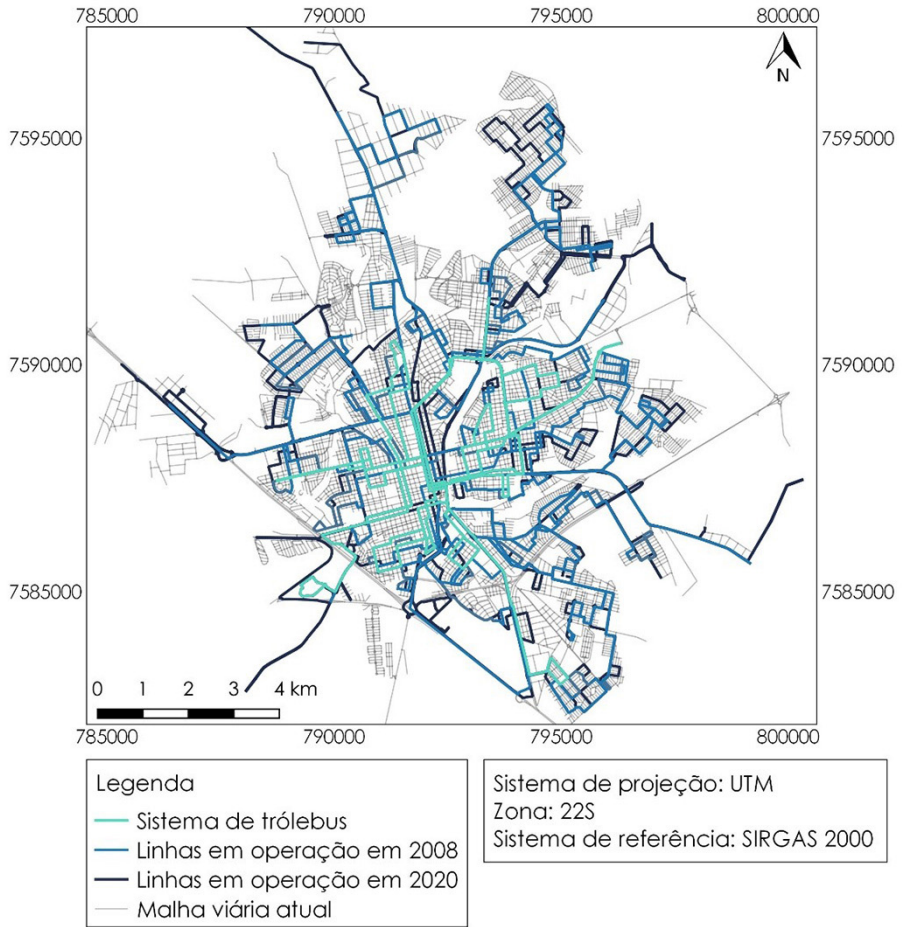 785000 790000 795000 800000
N
7595000 7595000
7590000 7590000
7585000 7585000
0 1 2 3 4 km
785000 790000 795000 800000
Legenda
Sistema de trólebus
Linhas em operação em 2008
Linhas em operação em 2020
Malha viária atual
Sistema de projeção: UTM
Zona: 22S
Sistema de referência: SIRGAS 2000